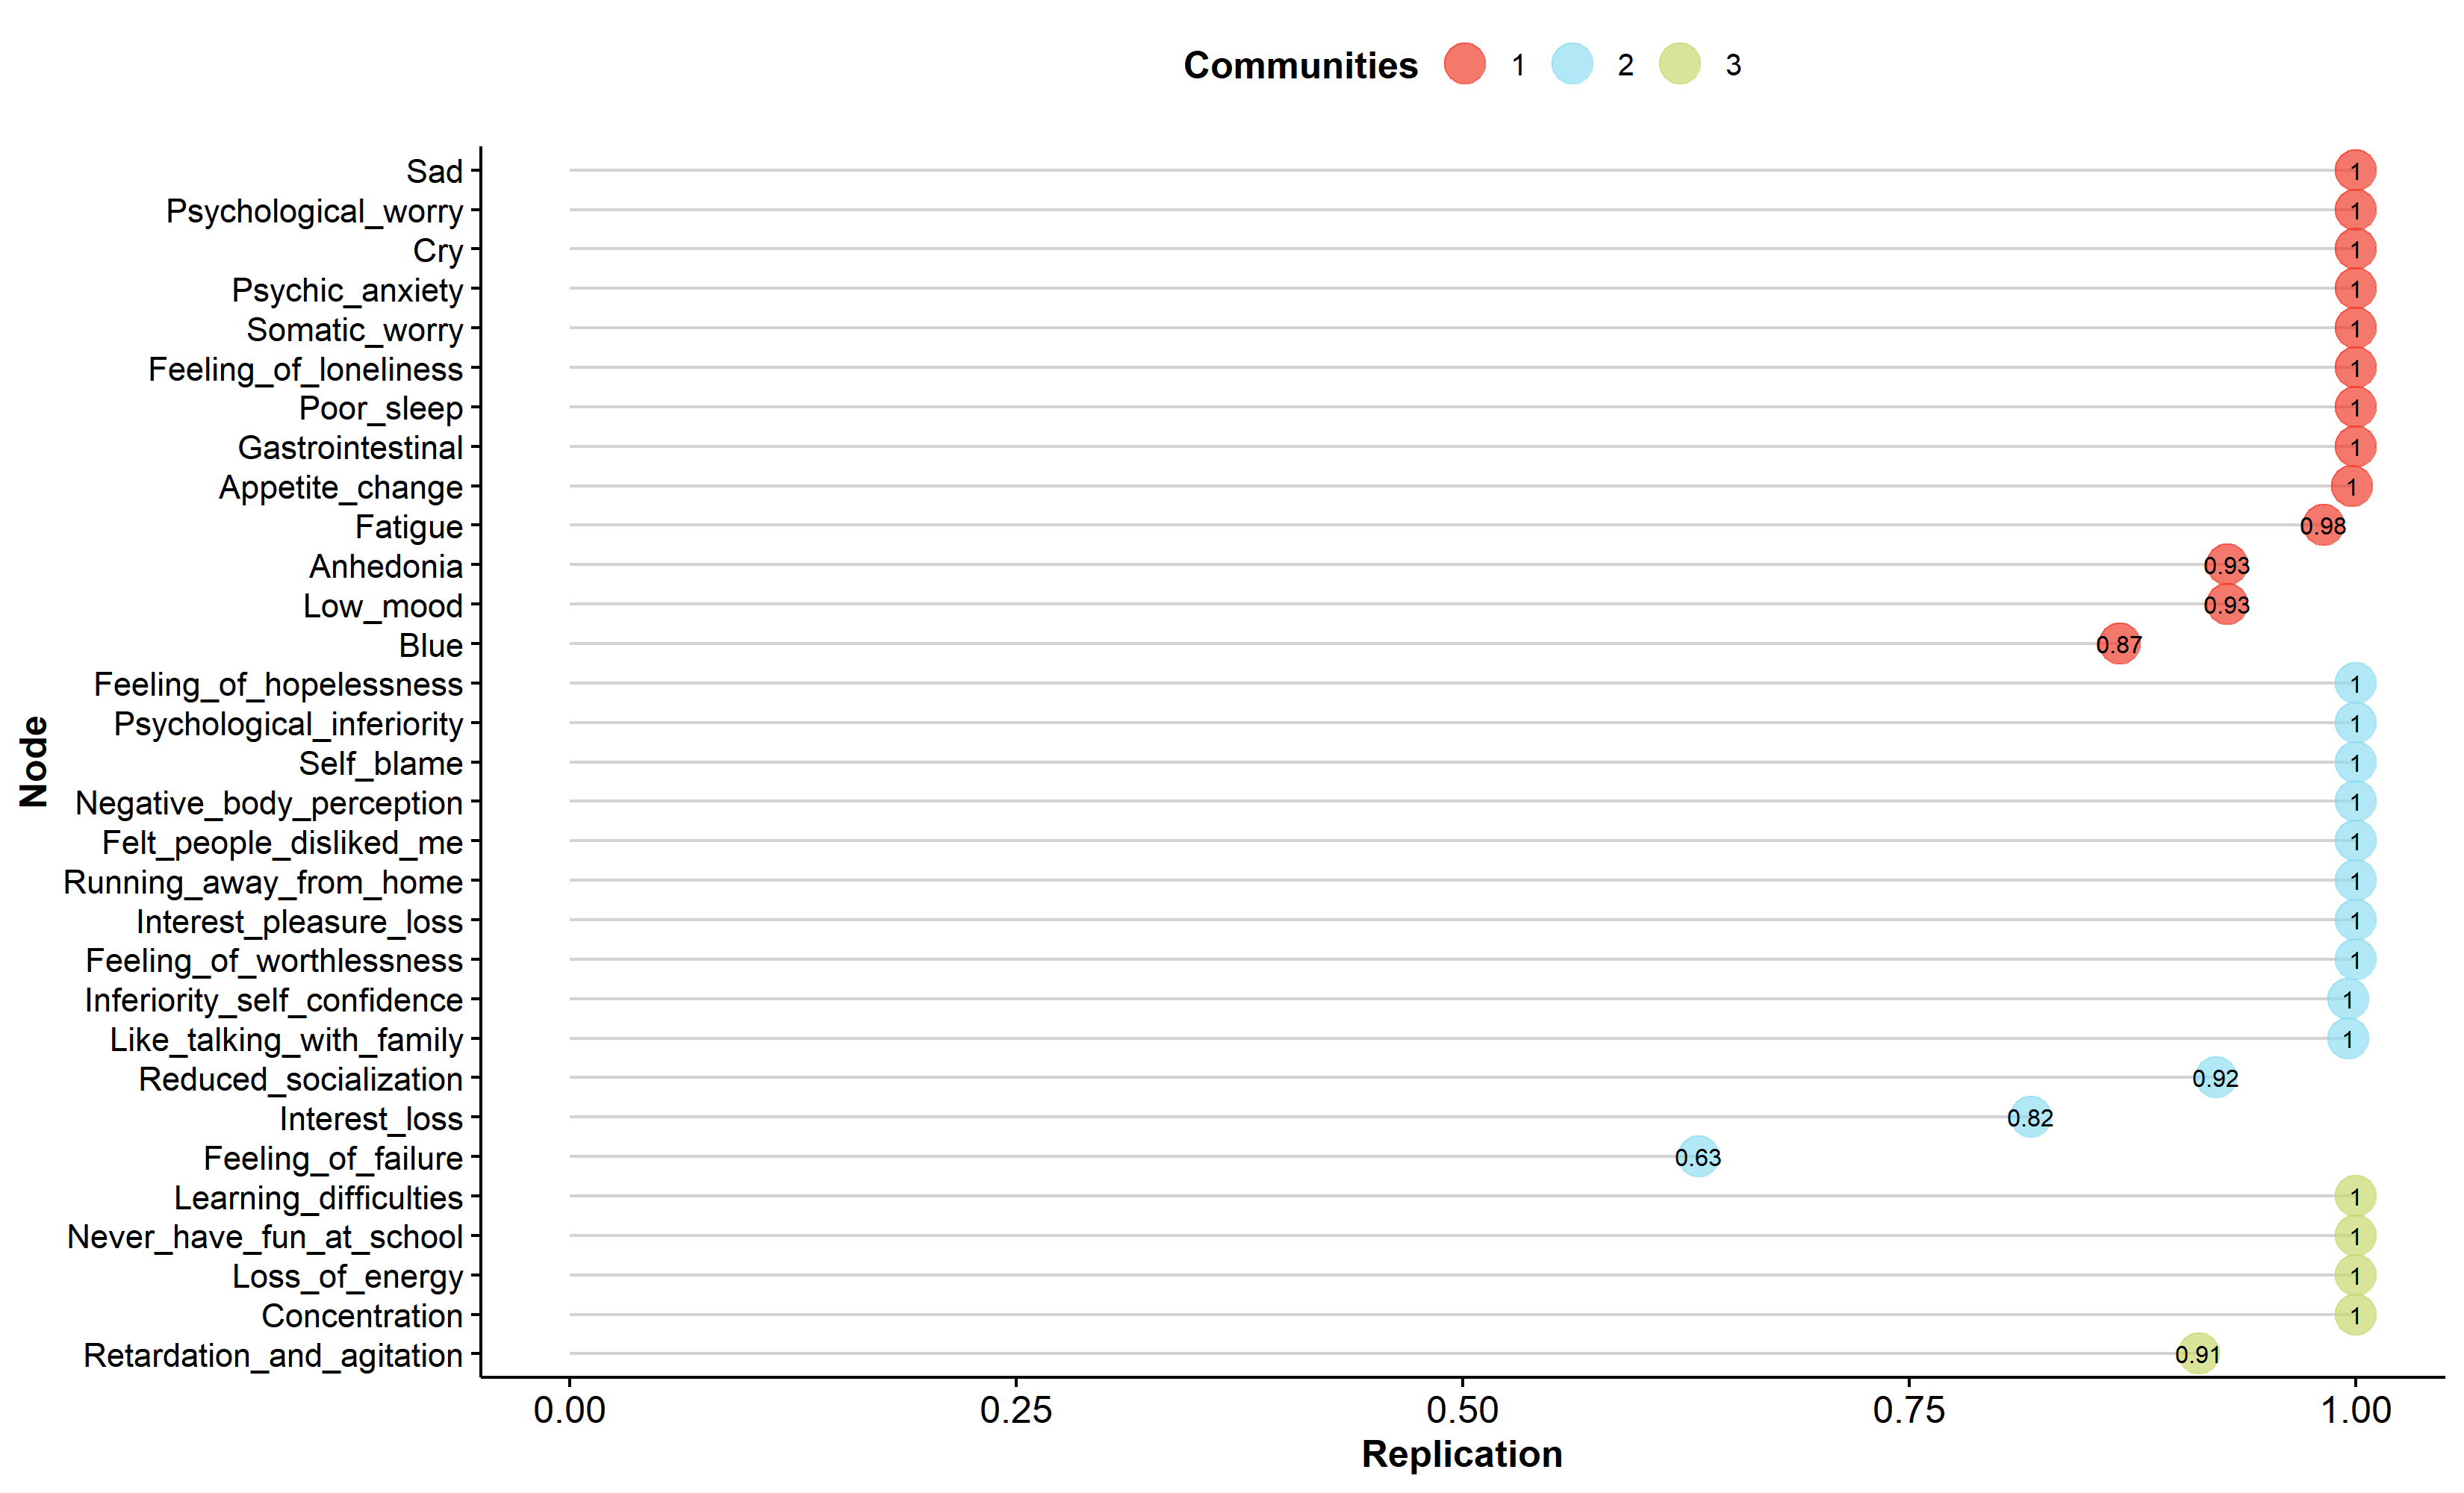 Communities 1 2 3
Sad 1
Psychological_worry 1
Cry 1
Psychic_anxiety 1
Somatic_worry 1
Feeling_of_loneliness 1
Poor_sleep 1
Gastrointestinal 1
Appetite_change 1
Fatigue 0.98
Anhedonia 0.93
Low_mood 0.93
Blue 0.87
Feeling_of_hopelessness 1
Psychological_inferiority 1
Self_blame 1
Negative_body_perception 1
Felt_people_disliked_me 1
Running_away_from_home 1
Interest_pleasure_loss 1
Feeling_of_worthlessness 1
Inferiority_self_confidence 1
Like_talking_with_family 1
Reduced_socialization 0.92
Interest_loss 0.82
Feeling_of_failure 0.63
Learning_difficulties 1
Never_have_fun_at_school 1
Loss_of_energy 1
Concentration 1
Retardation_and_agitation 0.91
Node
0.00 0.25 0.50 0.75 1.00
Replication